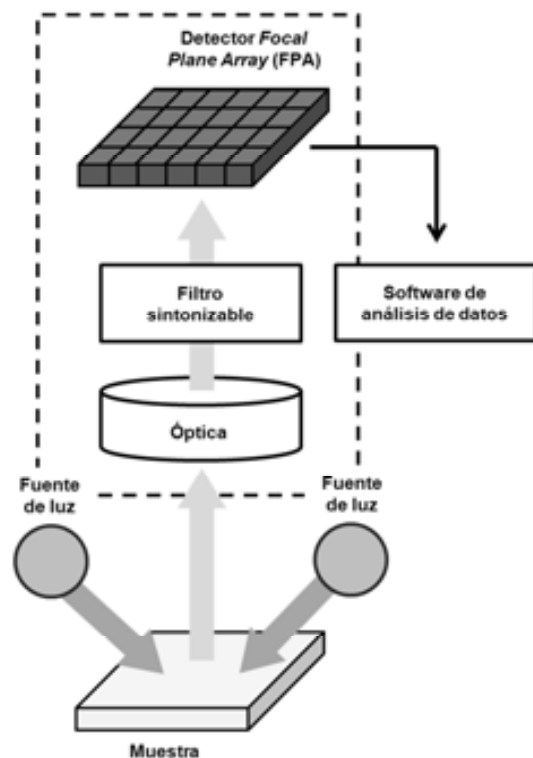 Detector Focal
Plane Array (FPA)
Filtro
sintonizable
Software de
análisis de datos
Óptica
Fuente
de luz
Fuente
de luz
Muestra